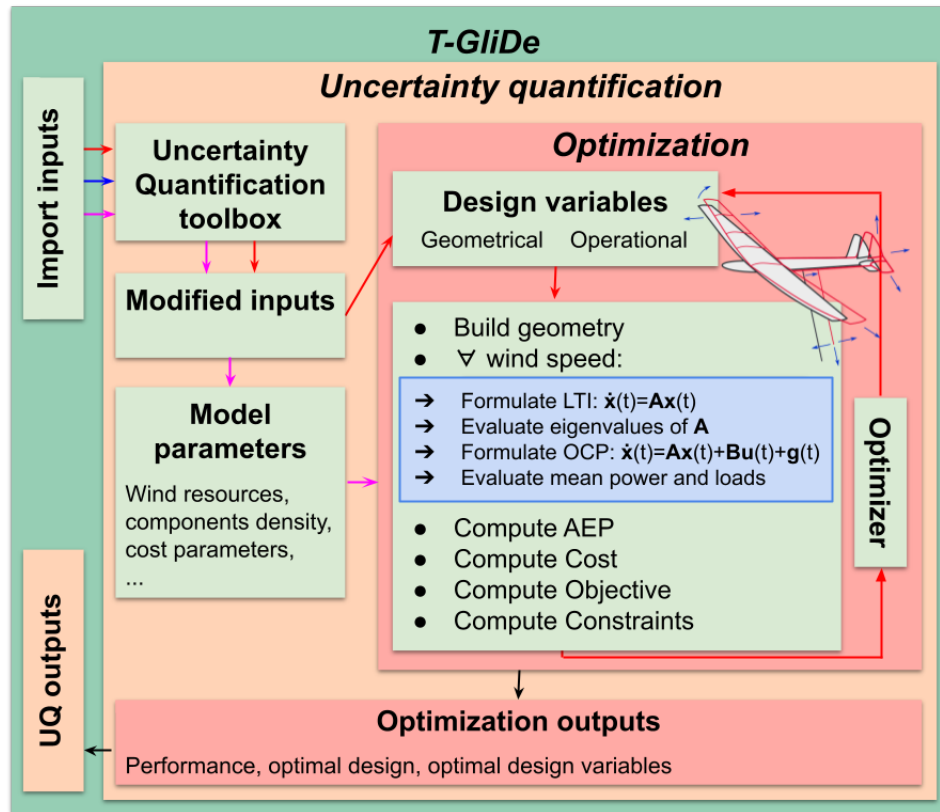 T-GliDe
Uncertainty quantification
Import inputs
Uncertainty
Quantification
toolbox
Modified inputs
Model
parameters
Wind resources,
components density,
cost parameters,
...
Optimization
Design variables
Geometrical Operational
● Build geometry
● ∀ wind speed:
➔ Formulate LTI: ẋ(t)=Ax(t)
➔ Evaluate eigenvalues of A
➔ Formulate OCP: ẋ(t)=Ax(t)+Bu(t)+g(t)
➔ Evaluate mean power and loads
● Compute AEP
● Compute Cost
● Compute Objective
● Compute Constraints
Optimizer
Optimization outputs
Performance, optimal design, optimal design variables
UQ outputs